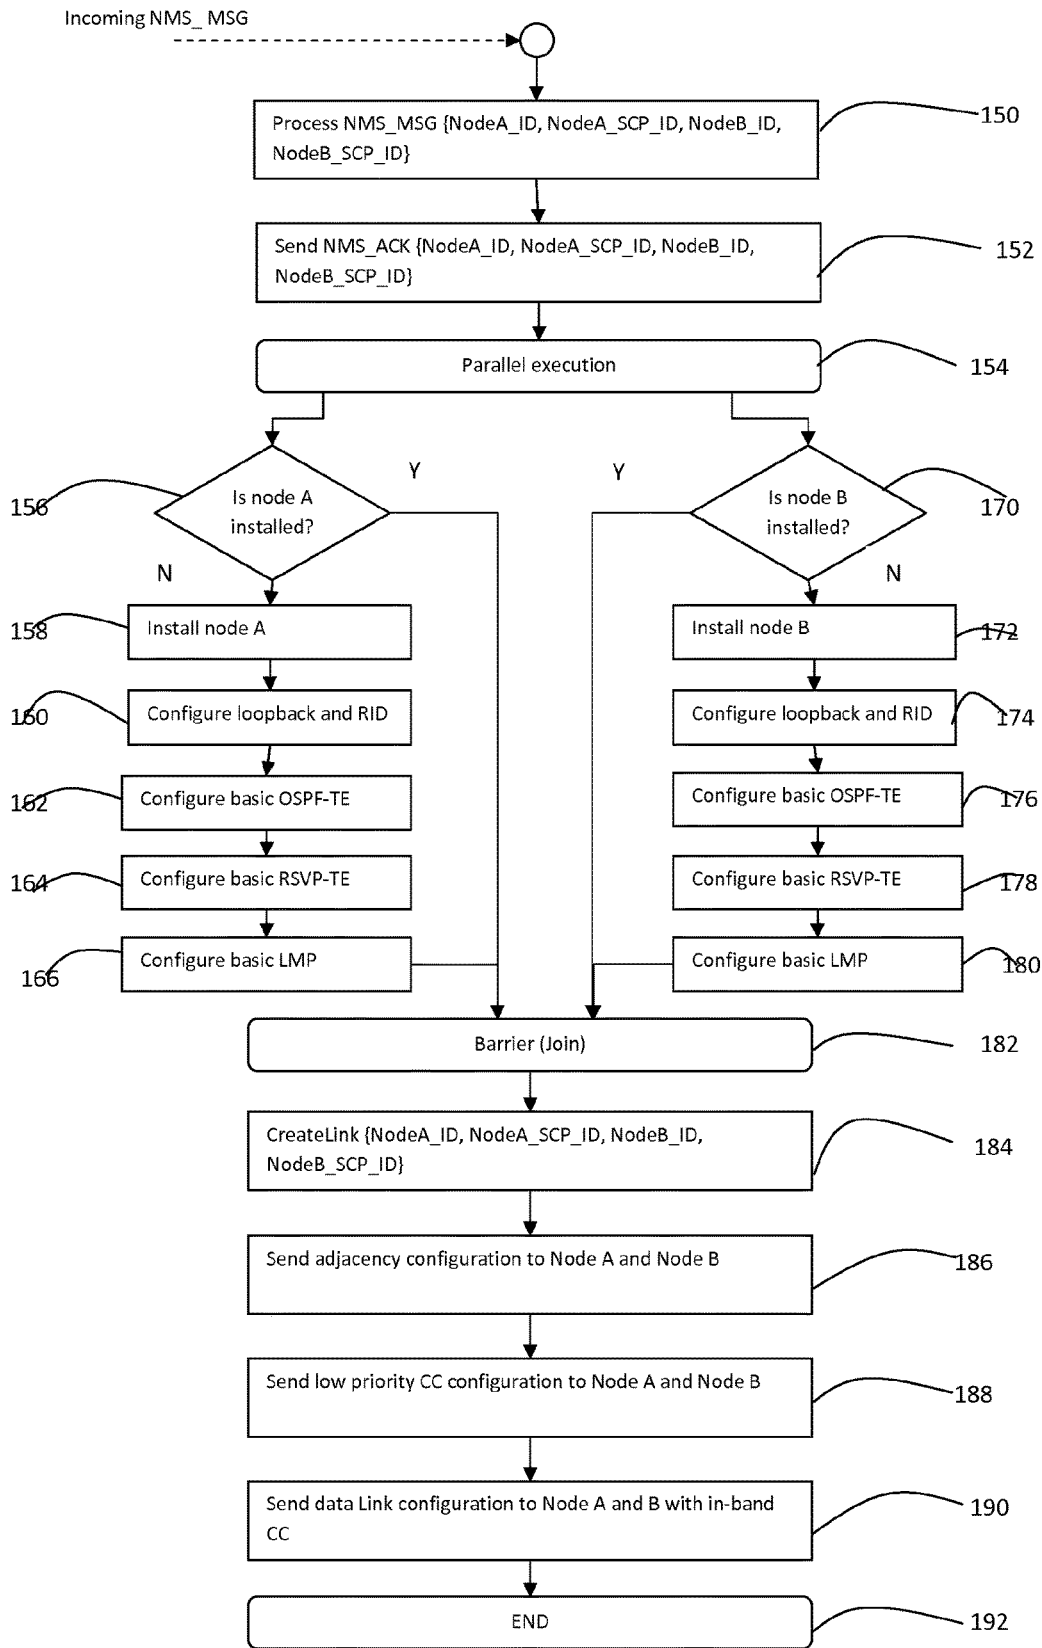 Incoming NMS_ MSG
Process NMS_MSG {NodeA_ID, NodeA_SCP_ID, NodeB_ID,
NodeB_SCP_ID}
150
Send NMS_ACK {NodeA_ID, NodeA_SCP_ID, NodeB_ID,
NodeB_SCP_ID}
152
Parallel execution
154
Y
Y
156
Is node A
installed?
Is node B
installed?
170
N
N
158
Install node A
Install node B
172
160
Configure loopback and RID
Configure loopback and RID
174
162
Configure basic OSPF-TE
Configure basic OSPF-TE
176
164
Configure basic RSVP-TE
Configure basic RSVP-TE
178
166
Configure basic LMP
Configure basic LMP
180
Barrier (Join)
182
CreateLink {NodeA_ID, NodeA_SCP_ID, NodeB_ID,
NodeB_SCP_ID}
184
Send adjacency configuration to Node A and Node B
186
Send low priority CC configuration to Node A and Node B
188
Send data Link configuration to Node A and B with in-band
CC
190
END
192